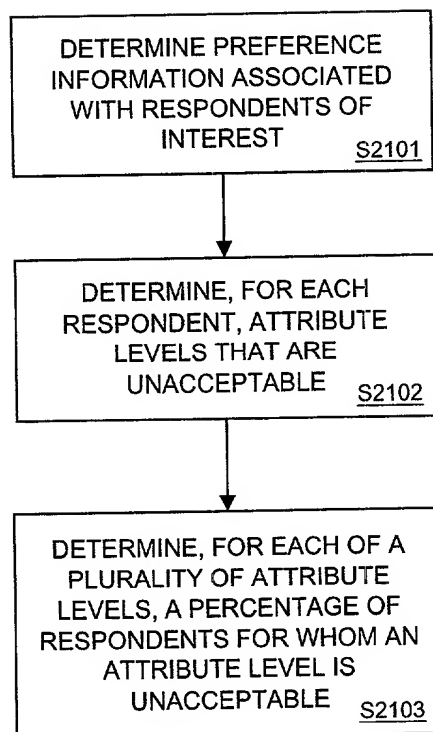 DETERMINE PREFERENCE
INFORMATION ASSOCIATED
WITH RESPONDENTS OF
INTEREST
S2101
DETERMINE, FOR EACH
RESPONDENT, ATTRIBUTE
LEVELS THAT ARE
UNACCEPTABLE
S2102
DETERMINE, FOR EACH OF A
PLURALITY OF ATTRIBUTE
LEVELS, A PERCENTAGE OF
RESPONDENTS FOR WHOM AN
ATTRIBUTE LEVEL IS
UNACCEPTABLE
S2103